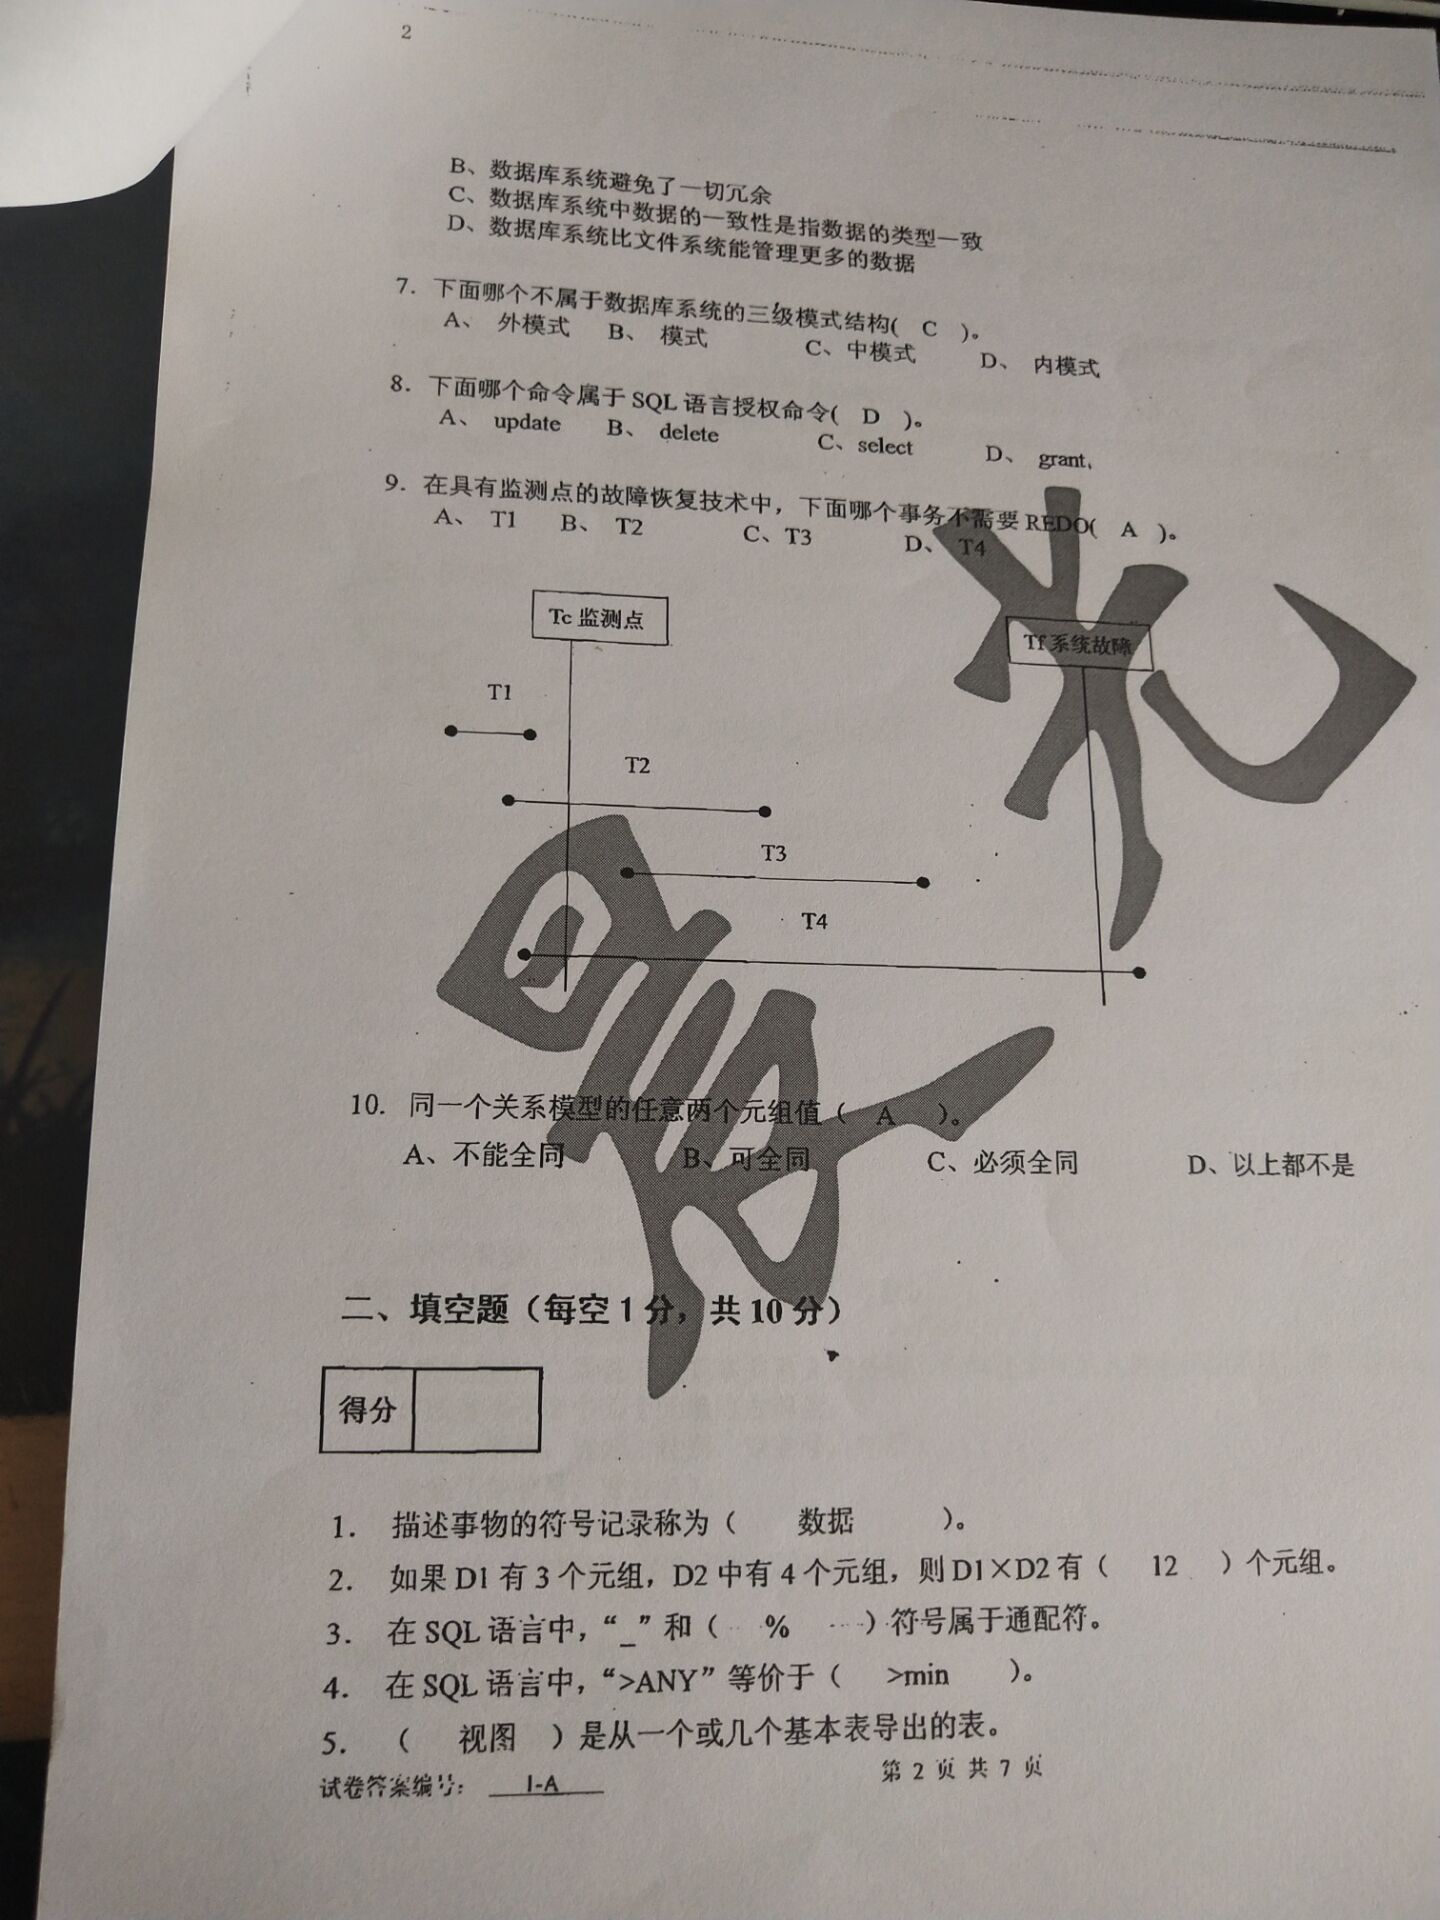 2
B、数据库系统避免了一切冗余
C、数据库系统中数据的一致性是指数据的类型一致
D、数据库系统比文件系统能管理更多的数据
7. 下面哪个不属于数据库系统的三级模式结构( C )。
A、 外模式 B、 模式 C、中模式 D、 内模式
8. 下面哪个命令属于 SQL 语言授权命令( D )。
A、 update B、 delete C、select D、 grant
9. 在具有监测点的故障恢复技术中，下面哪个事务不需要 REDO( A )。
A、 T1 B、 T2 C、T3 D、 T4
Tc 监测点
Tf 系统故障
T1
T2
T3
T4
10. 同一个关系模型的任意两个元组值（ A ）。
A、不能全同 B、可全同 C、必须全同 D、以上都不是
二、填空题（每空 1 分，共 10 分）
得分
1. 描述事物的符号记录称为（ 数据 ）。
2. 如果 D1 有 3 个元组，D2 中有 4 个元组，则 D1×D2 有（ 12 ）个元组。
3. 在 SQL 语言中，“_”和（ % ）符号属于通配符。
4. 在 SQL 语言中，“>ANY”等价于（ >min ）。
5. （ 视图 ）是从一个或几个基本表导出的表。
试卷答案编号： 1-A 第 2 页 共 7 页